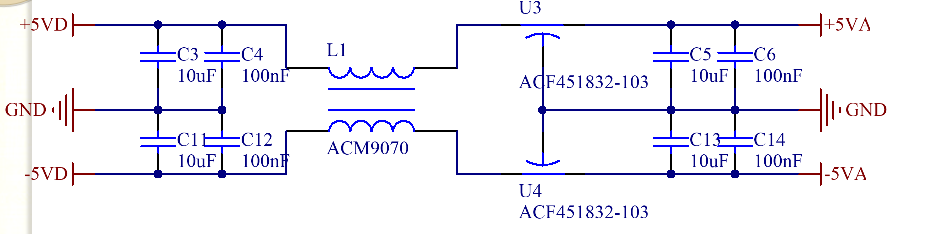 U3
+5VD
+5VA
L1
C3
C4
C5
C6
10uF
100nF
10uF
100nF
ACF451832-103
GND
GND
C11
C12
C13
C14
ACM9070
10uF
100nF
10uF
100nF
-5VD
-5VA
U4
ACF451832-103